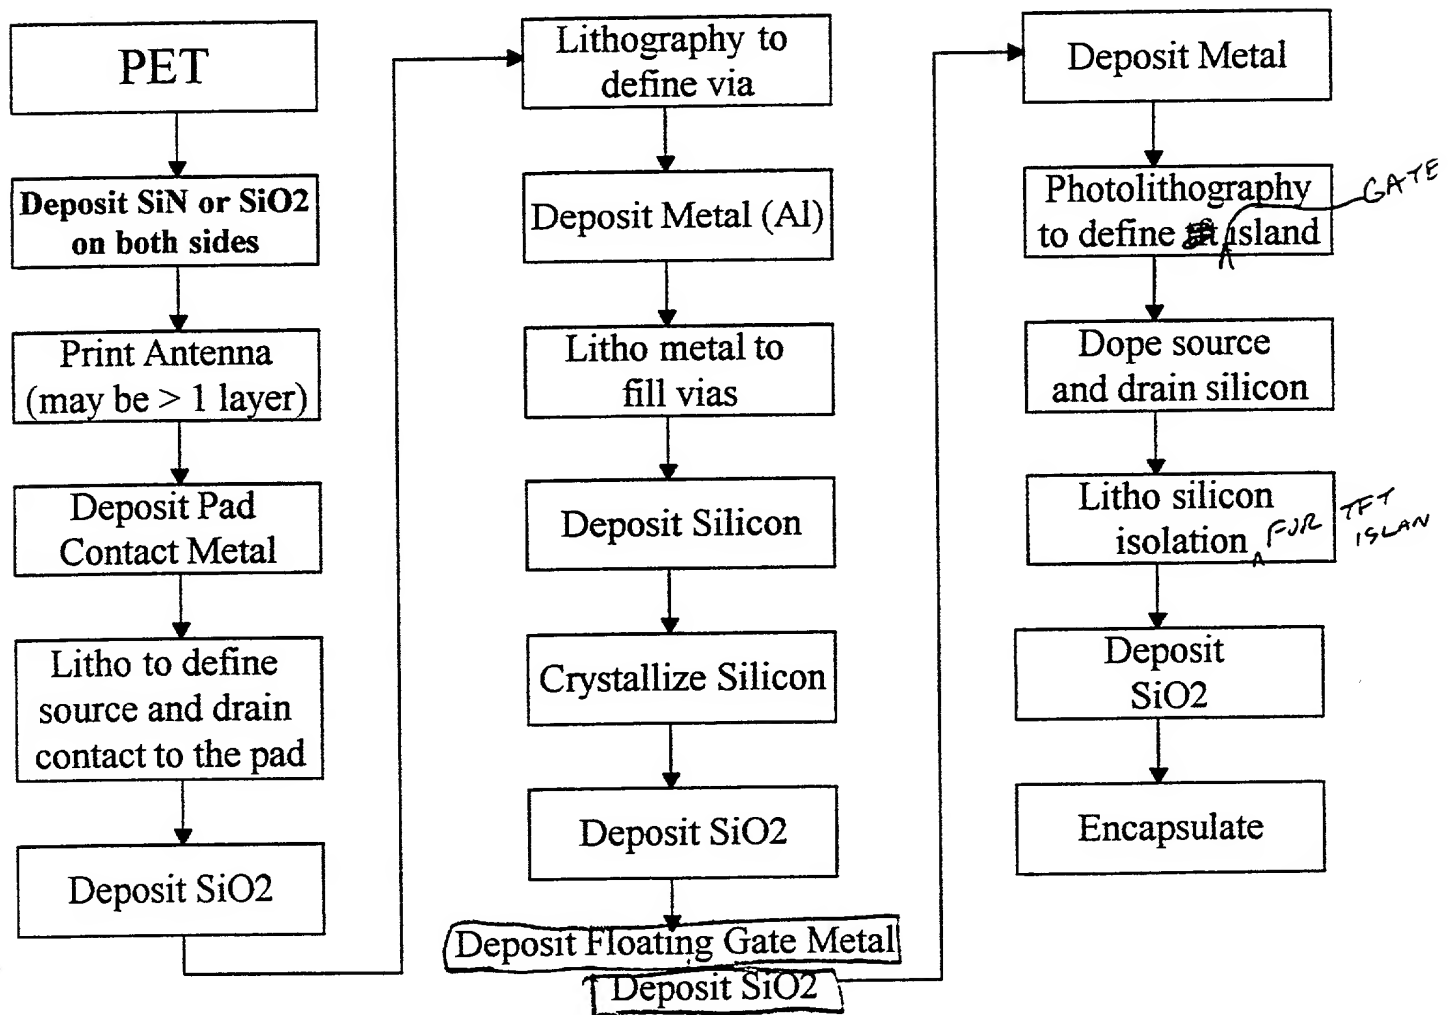 PET
Deposit SiN or SiO2
on both sides
Print Antenna
(may be > 1 layer)
Deposit Pad
Contact Metal
Litho to define
source and drain
contact to the pad
Deposit SiO2
Lithography to
define via
Deposit Metal (Al)
Litho metal to
fill vias
Deposit Silicon
Crystallize Silicon
Deposit SiO2
Deposit Floating Gate Metal
Deposit SiO2
Deposit Metal
Photolithography
to define island
GATE
Dope source
and drain silicon
Litho silicon
isolation FOR TFT
ISLAN
Deposit
SiO2
Encapsulate